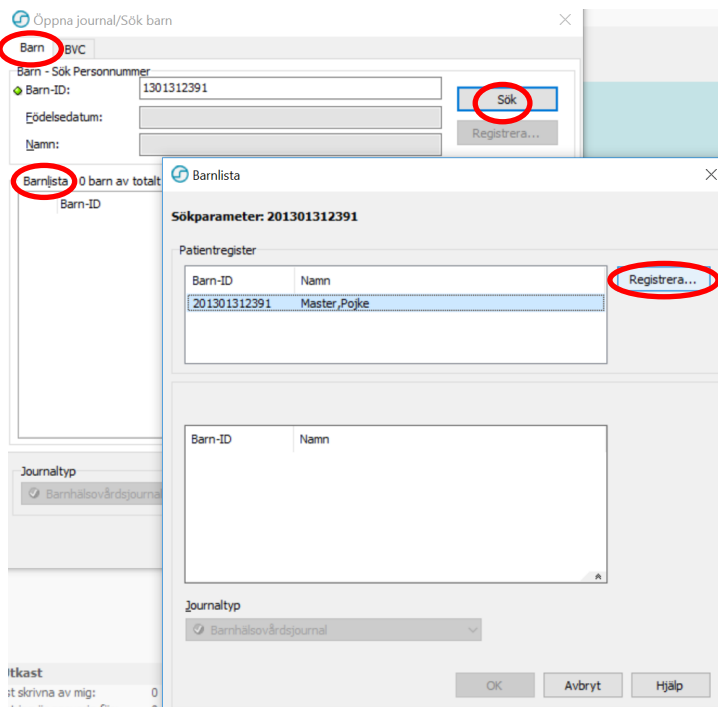 Öppna journal/Sök barn
Barn BVC
Barn - Sök Personnummer
Barn-ID: 1301312391
Sök
Födelsedatum:
Registrera...
Namn:
Barnlista 0 barn av totalt
Barn-ID
Journaltyp
Barnhälsovårdsjournal
Barnlista
Sökparameter: 201301312391
Patientregister
Barn-ID Namn
Registrera...
201301312391 Master,Pojke
Barn-ID Namn
Journaltyp
Barnhälsovårdsjournal
OK Avbryt Hjälp
skrivna av mig: 0